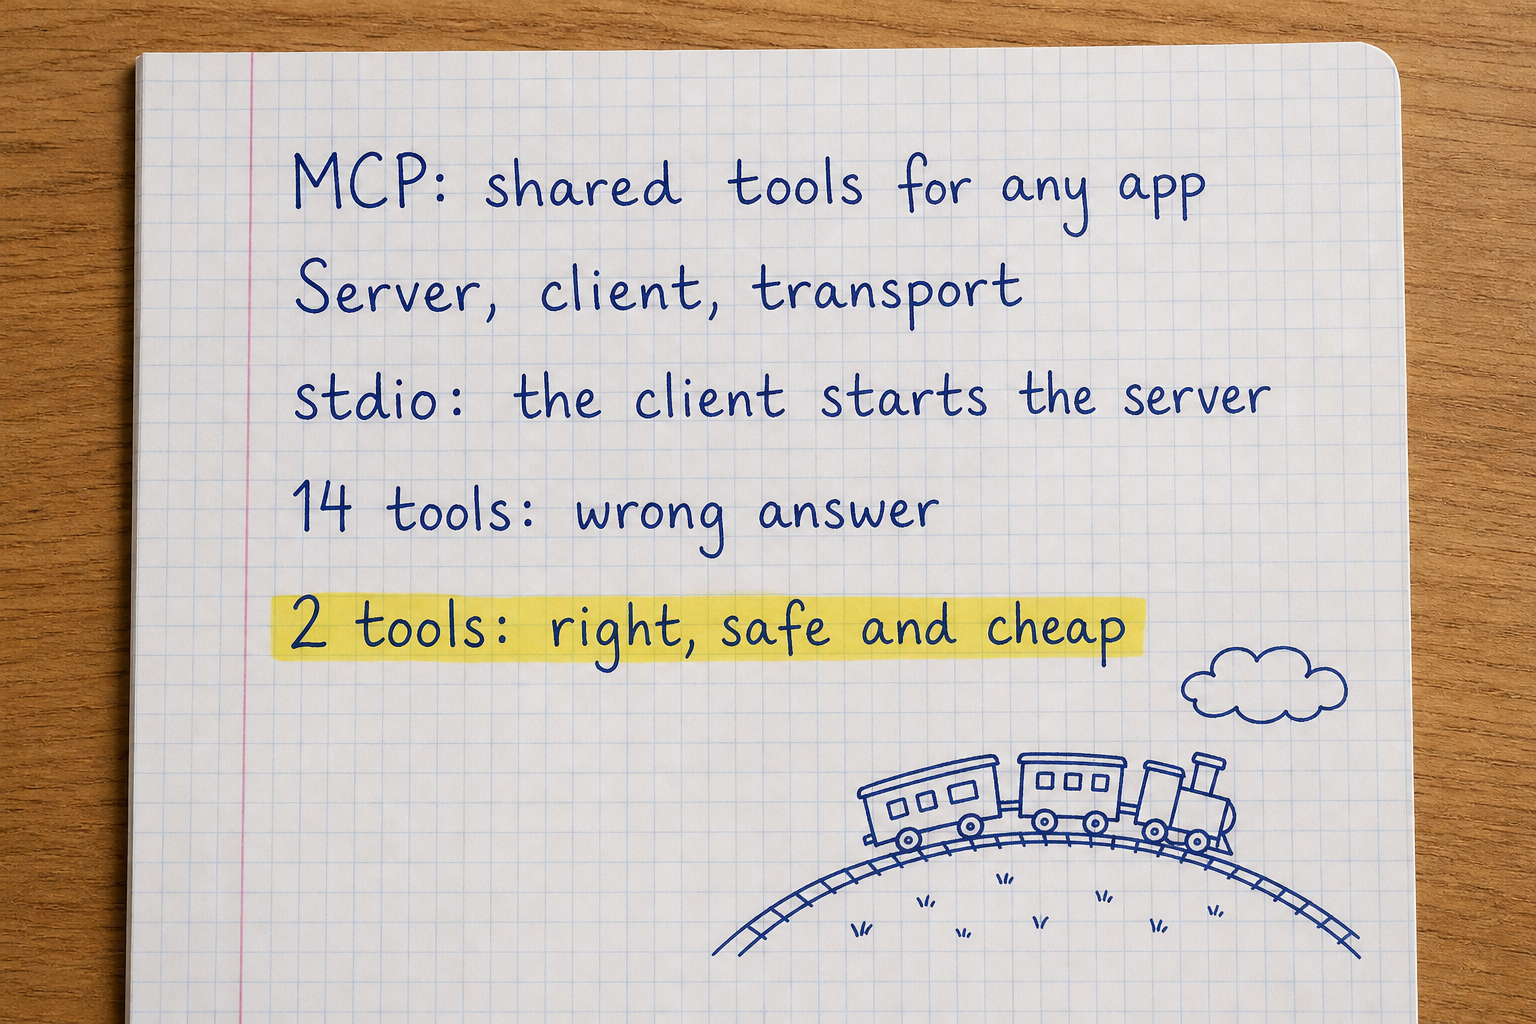 MCP: shared tools for any app
Server, client, transport
stdio: the client starts the server
14 tools: wrong answer
2 tools: right, safe and cheap